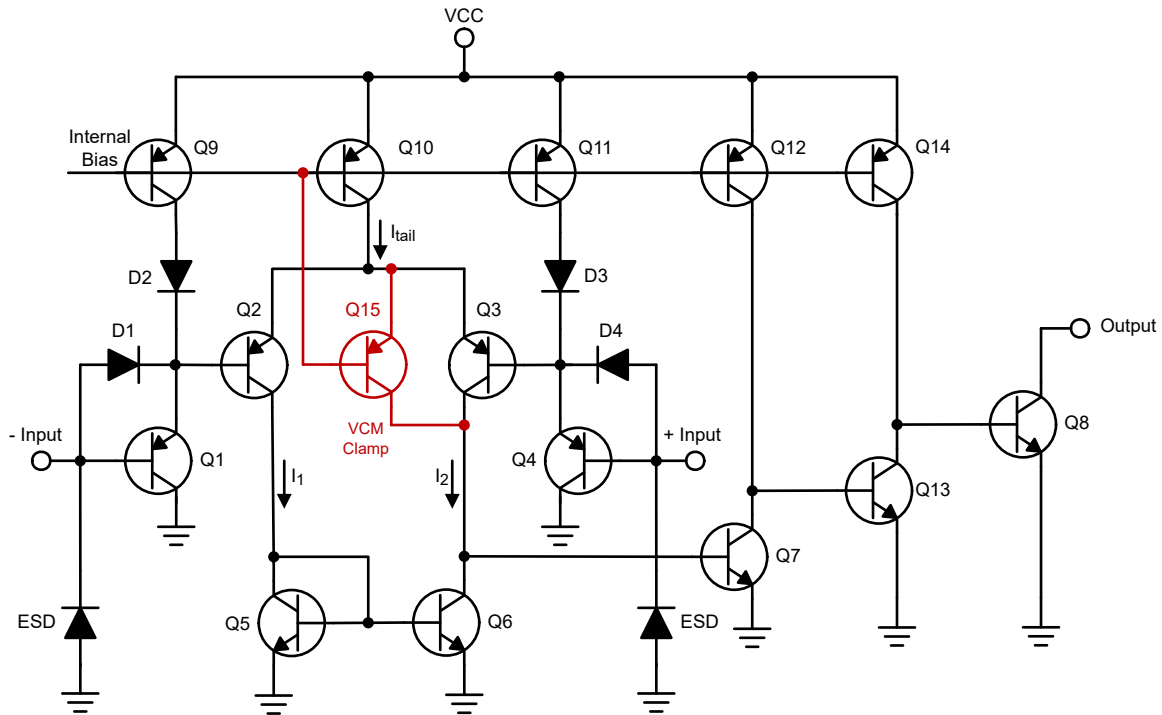 VCC
Internal
Bias
Q9
Q10
Q11
Q12
Q14
Itail
D2
D3
Q2
Q15
Q3
D1
D4
Output
VCM
Clamp
- Input
+ Input
Q1
Q4
Q8
I1
I2
Q13
Q7
ESD
Q5
Q6
ESD